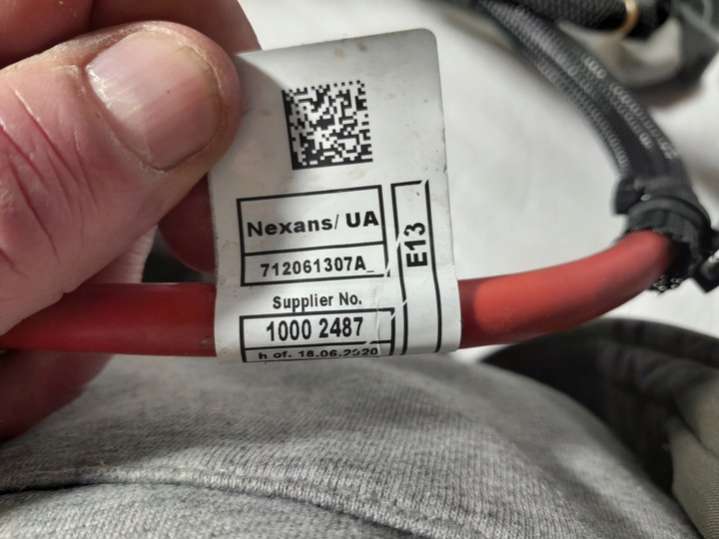 Nexans/ UA
712061307A_
E13
Supplier No.
1000 2487
h of. 18.06.2020